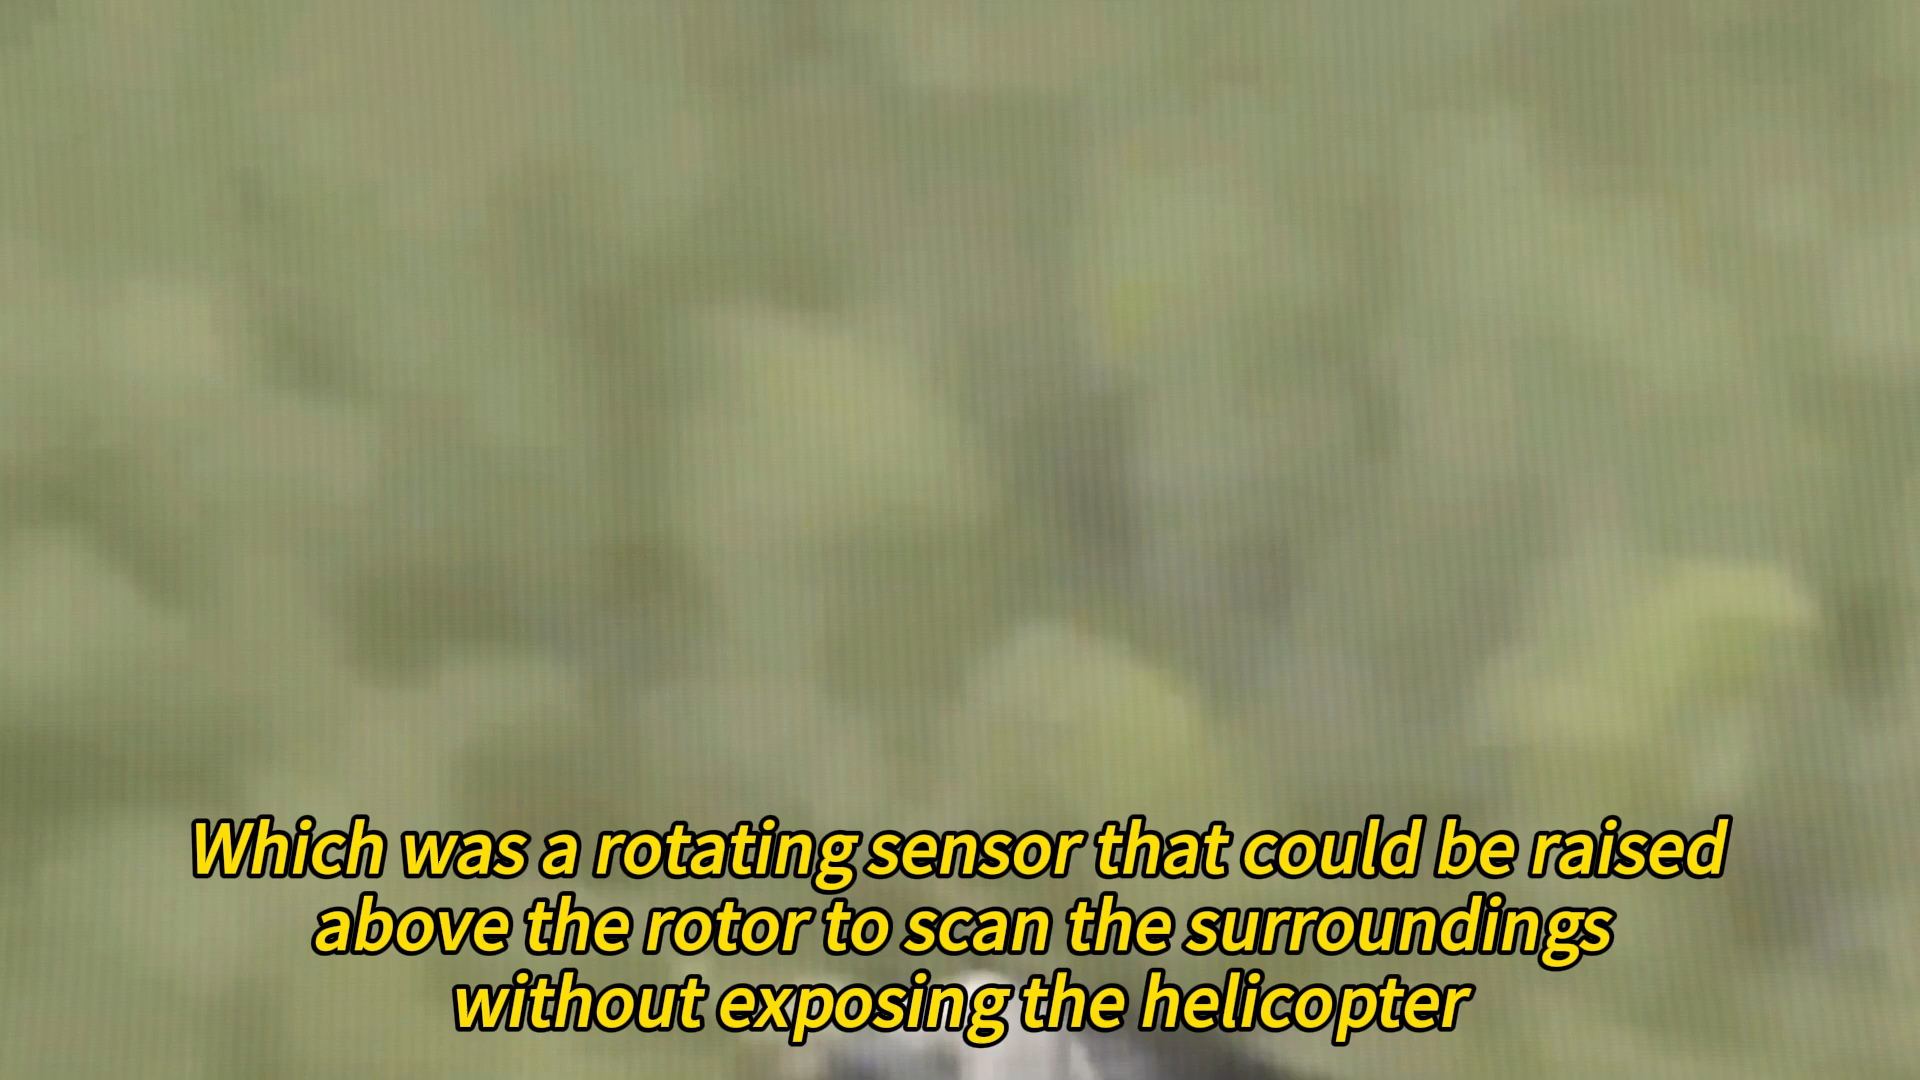 Which was a rotating sensor that could be raised
above the rotor to scan the surroundings
without exposing the helicopter